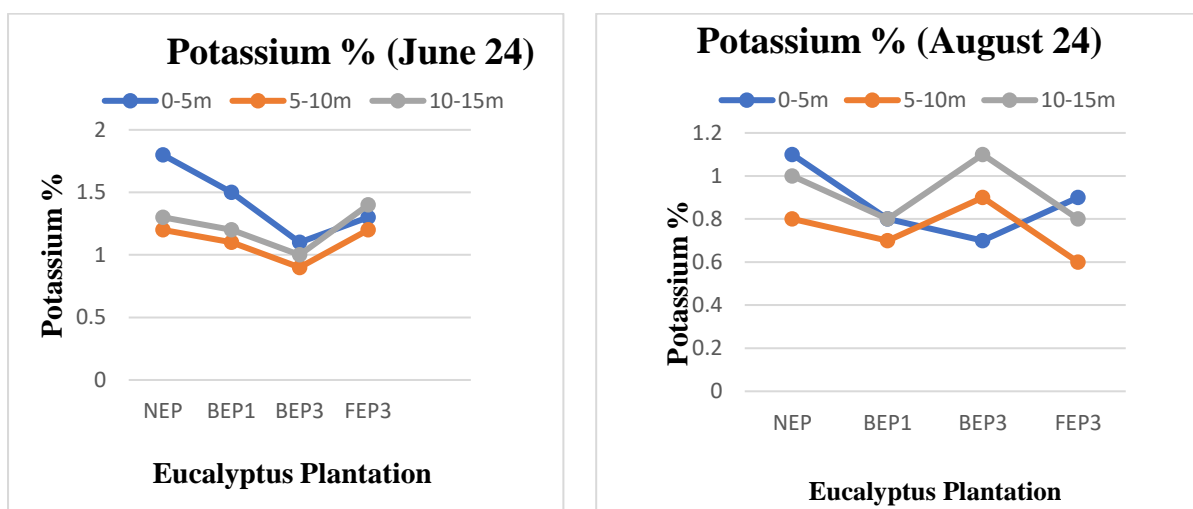 Potassium % (June 24)
0-5m 5-10m 10-15m
2
1.5
1
0.5
0
Potassium %
NEP BEP1 BEP3 FEP3
Eucalyptus Plantation
Potassium % (August 24)
0-5m 5-10m 10-15m
1.2
1
0.8
0.6
0.4
0.2
0
Potassium %
NEP BEP1 BEP3 FEP3
Eucalyptus Plantation